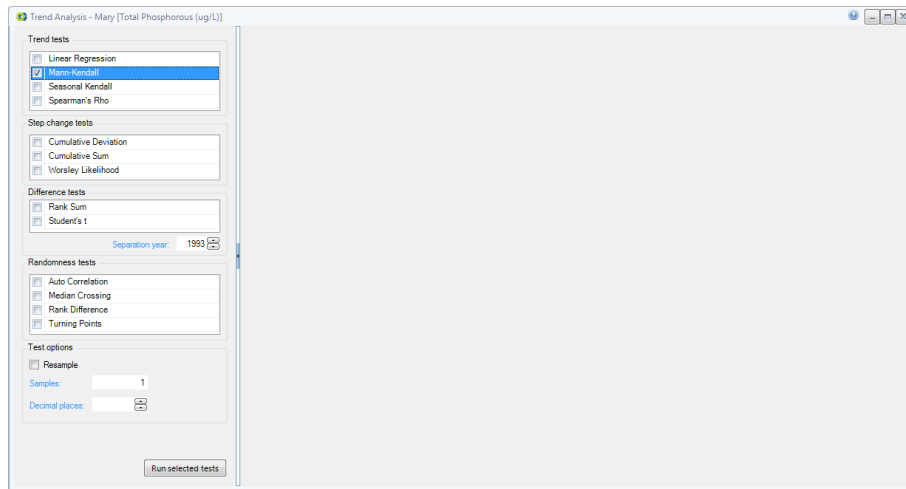 Trend Analysis - Mary [Total Phosphorous (ug/L)]
Trend tests
Linear Regression
Mann-Kendall
Seasonal Kendall
Spearman's Rho
Step change tests
Cumulative Deviation
Cumulative Sum
Worsley Likelihood
Difference tests
Rank Sum
Student's t
Separation year: 1993
Randomness tests
Auto Correlation
Median Crossing
Rank Difference
Turning Points
Test options
Resample
Samples: 1
Decimal places:
Run selected tests